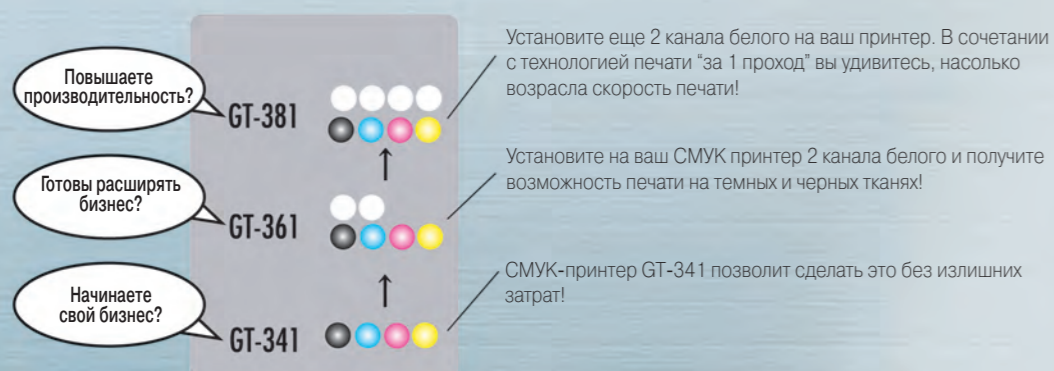 Повышаете
производительность?
GT-381
Установите еще 2 канала белого на ваш принтер. В сочетании
с технологией печати "за 1 проход" вы удивитесь, насолько
возрасла скорость печати!
Готовы расширять
бизнес?
GT-361
Установите на ваш СМУК принтер 2 канала белого и получите
возможность печати на темных и черных тканях!
Начинаете
свой бизнес?
GT-341
СМУК-принтер GT-341 позволит сделать это без излишних
затрат!